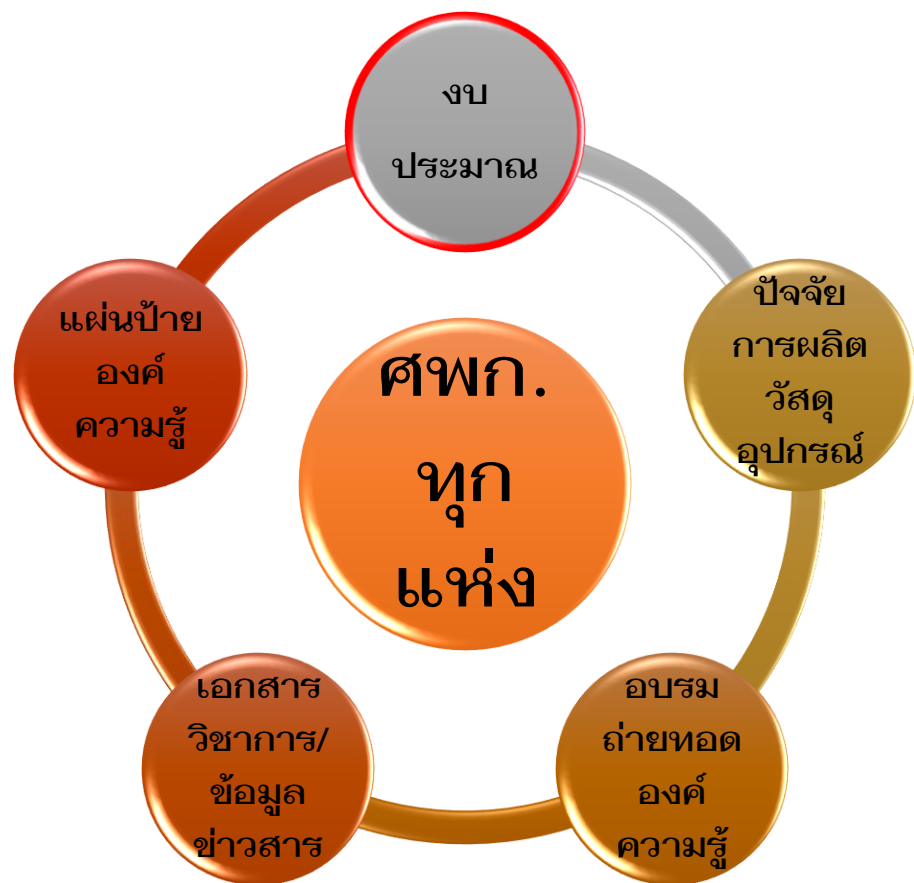 งบ
ประมาณ
ปัจจัย
การผลิต
วัสดุ
อุปกรณ์
อบรม
ถ่ายทอด
องค์
ความรู้
เอกสาร
วิชาการ/
ข้อมูล
ข่าวสาร
แผ่นป้าย
องค์
ความรู้
ศพก.
ทุก
แห่ง